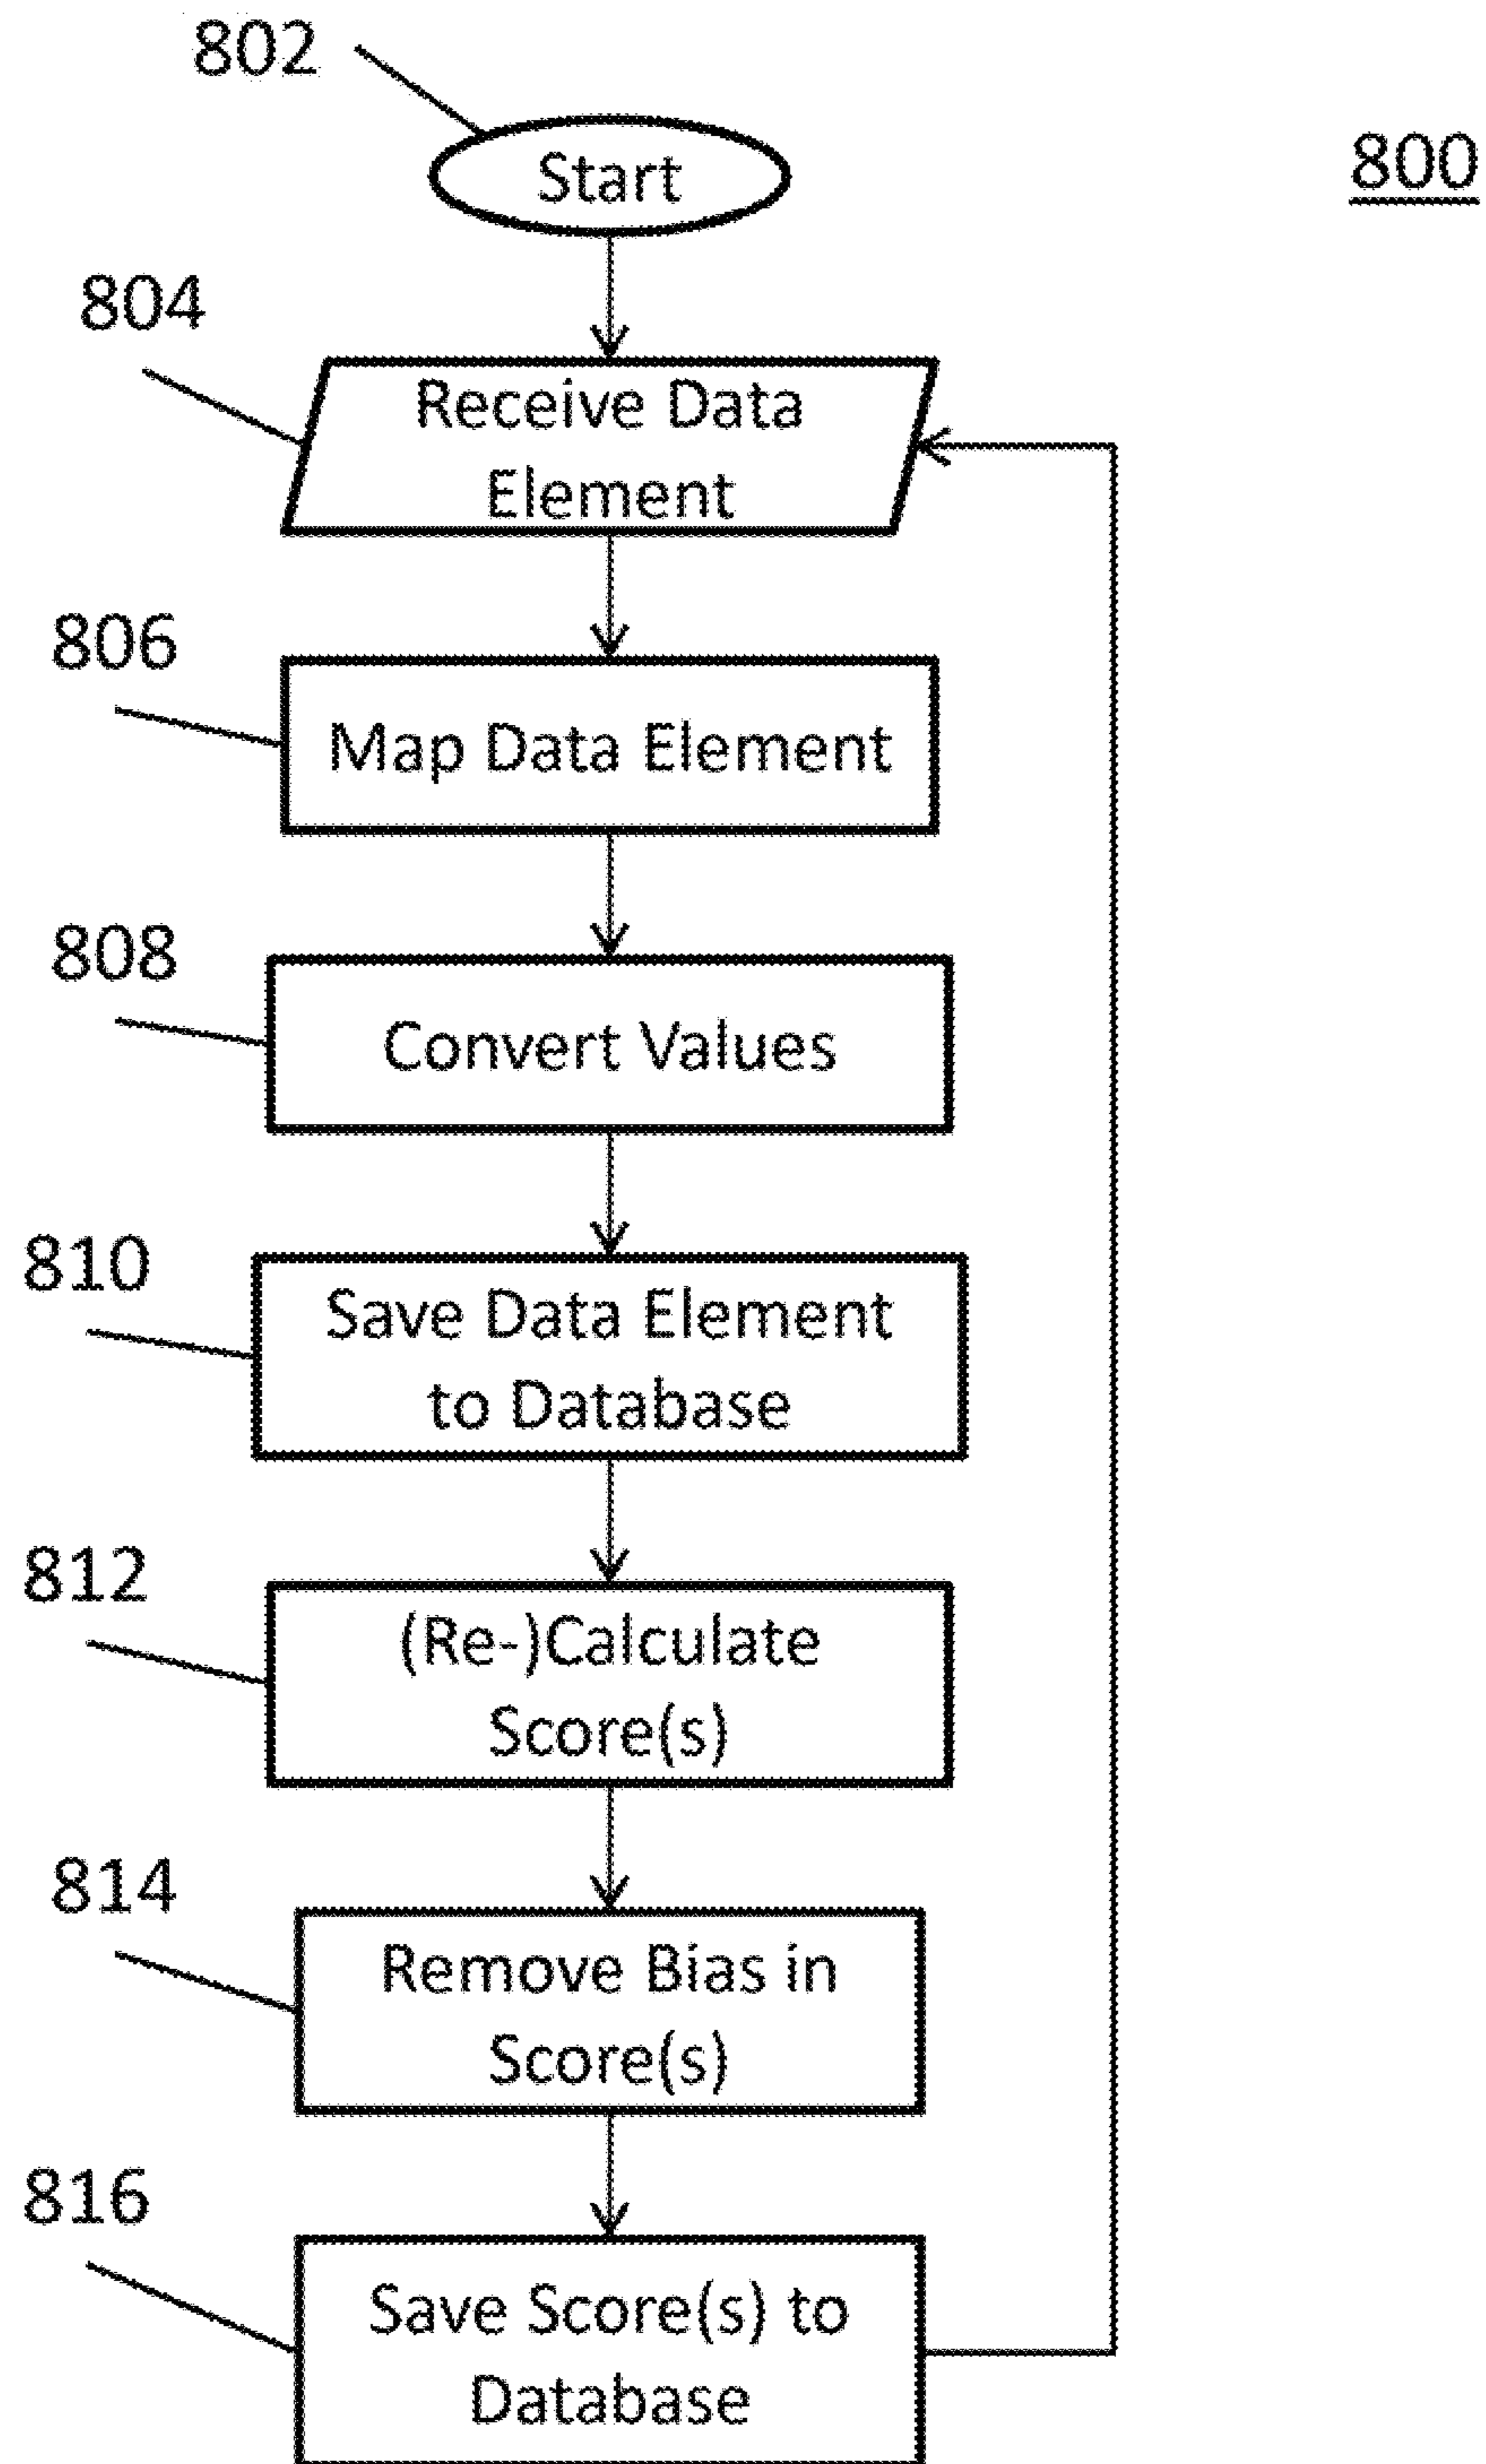 802
Start
800
804
Receive Data
Element
806
Map Data Element
808
Convert Values
810
Save Data Element
to Database
812
(Re-)Calculate
Score(s)
814
Remove Bias in
Score(s)
816
Save Score(s) to
Database